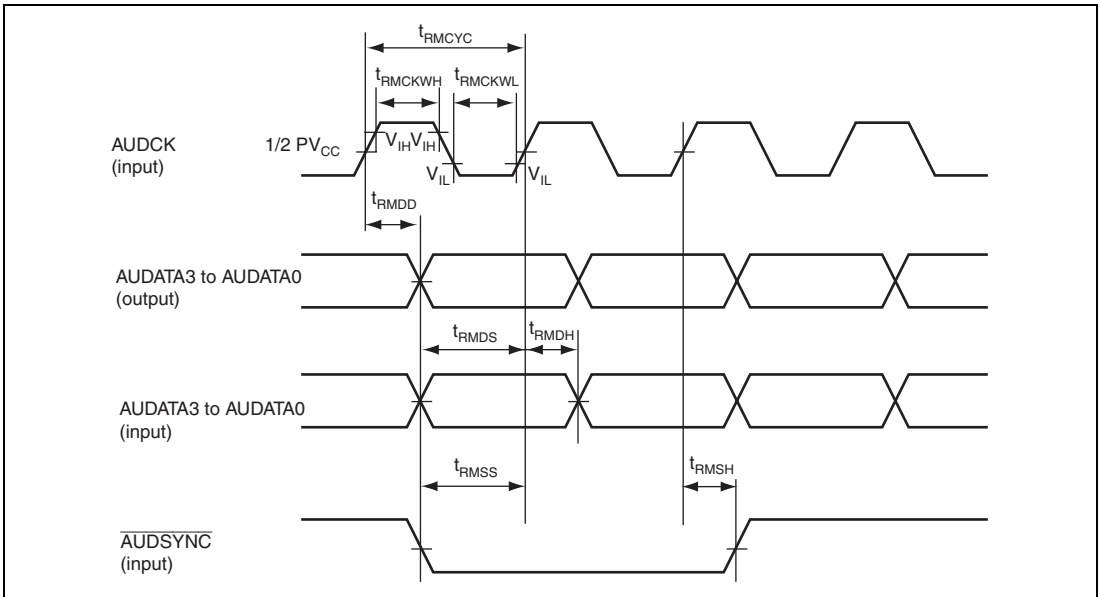 tRMCYC
tRMCKWH tRMCKWL
AUDCK
(input)
1/2 PVCC
VIH VIH
VIL VIL
tRMDD
AUDATA3 to AUDATA0
(output)
tRMDS tRMDH
AUDATA3 to AUDATA0
(input)
tRMSS tRMSH
AUDSYNC
(input)